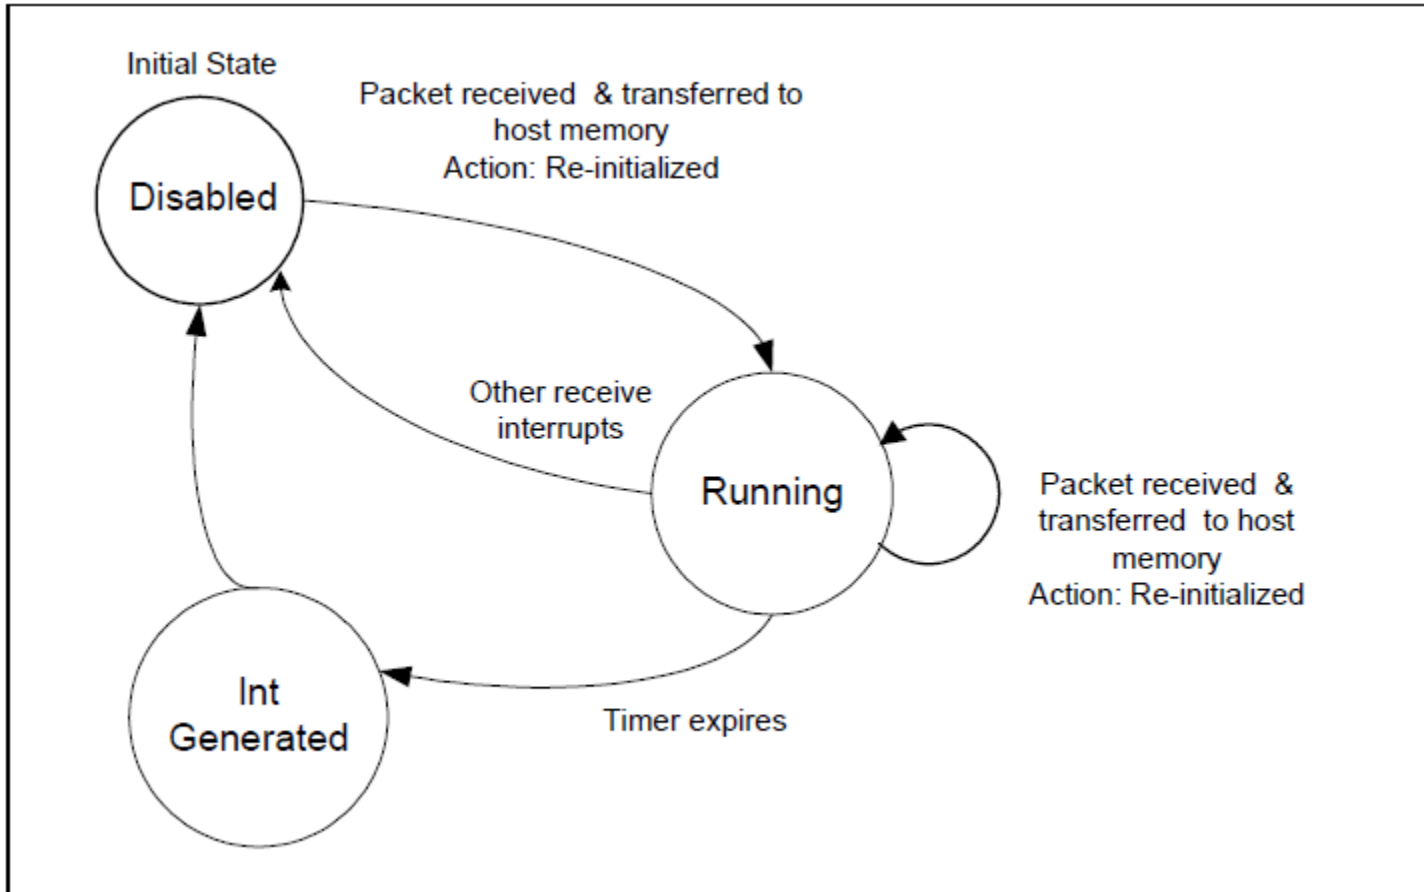 Initial State
Packet received & transferred to
host memory
Action: Re-initialized
Disabled
Other receive
interrupts
Running
Packet received &
transferred to host
memory
Action: Re-initialized
Int
Generated
Timer expires